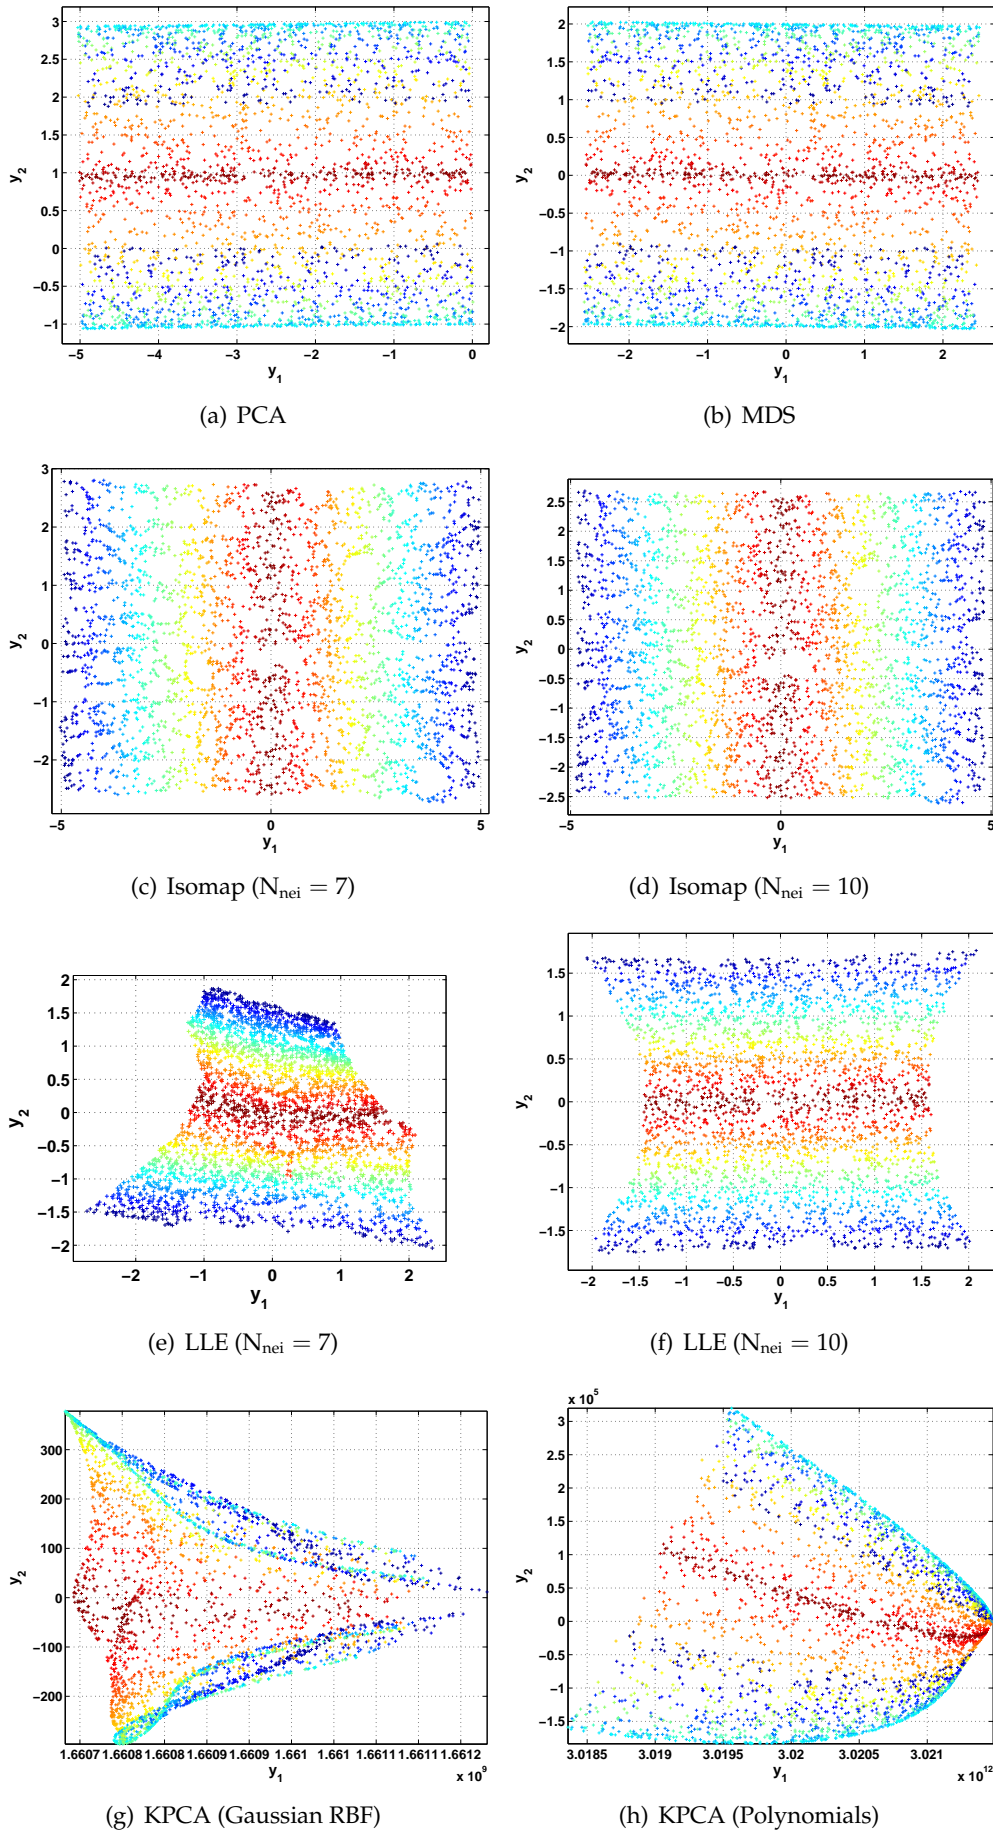 3
2.5
2
1.5
1
0.5
0
−0.5
−1
y2
−5 −4 −3 −2 −1 0
y1
(a) PCA
2
1.5
1
0.5
0
−0.5
−1
−1.5
−2
y2
−2 −1 0 1 2
y1
(b) MDS
3
2
1
0
−1
−2
y2
−5 0 5
y1
(c) Isomap (Nnei = 7)
2.5
2
1.5
1
0.5
0
−0.5
−1
−1.5
−2
−2.5
y2
−5 0 5
y1
(d) Isomap (Nnei = 10)
2
1.5
1
0.5
0
−0.5
−1
−1.5
−2
y2
−2 −1 0 1 2
y1
(e) LLE (Nnei = 7)
1.5
1
0.5
0
−0.5
−1
−1.5
y2
−2 −1.5 −1 −0.5 0 0.5 1 1.5 2
y1
(f) LLE (Nnei = 10)
300
200
100
0
−100
−200
y2
1.6607 1.6608 1.6608 1.6609 1.6609 1.661 1.661 1.6611 1.6611 1.6612
y1
x 10^9
(g) KPCA (Gaussian RBF)
x 10^5
3
2.5
2
1.5
1
0.5
0
−0.5
−1
−1.5
y2
3.0185 3.019 3.0195 3.02 3.0205 3.021
y1
x 10^12
(h) KPCA (Polynomials)